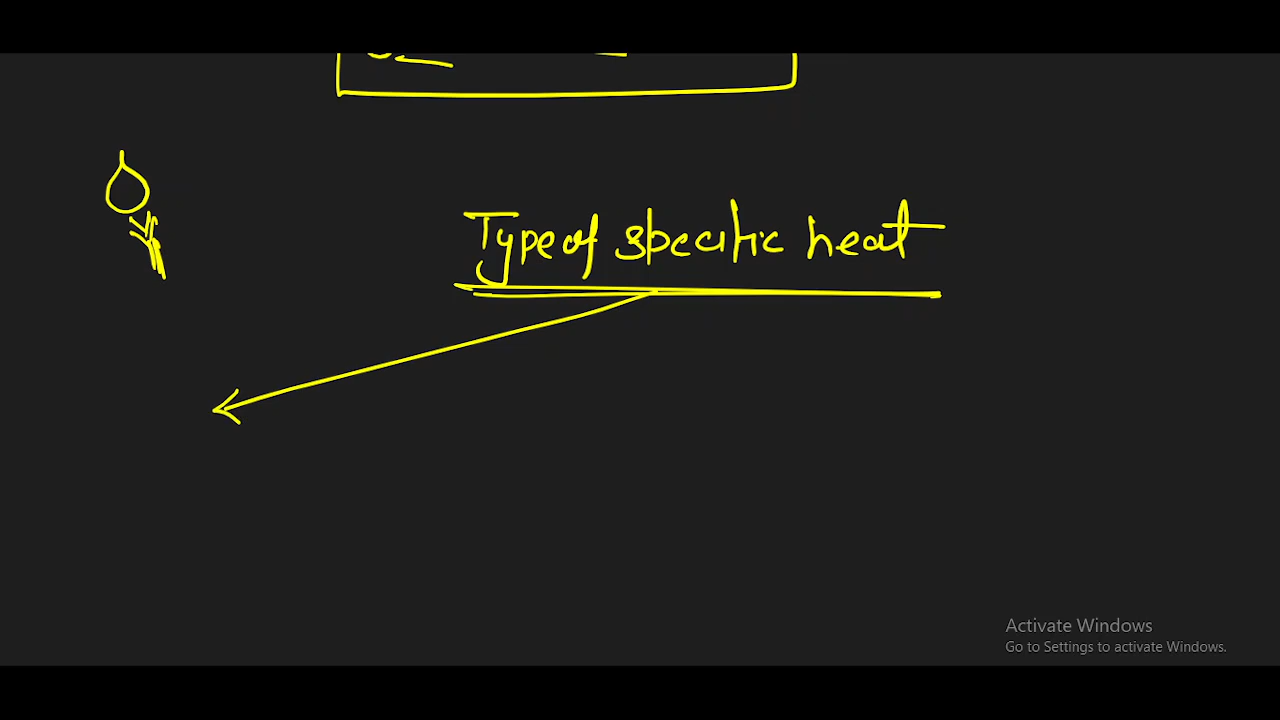 Type of specific heat
Activate Windows
Go to Settings to activate Windows.